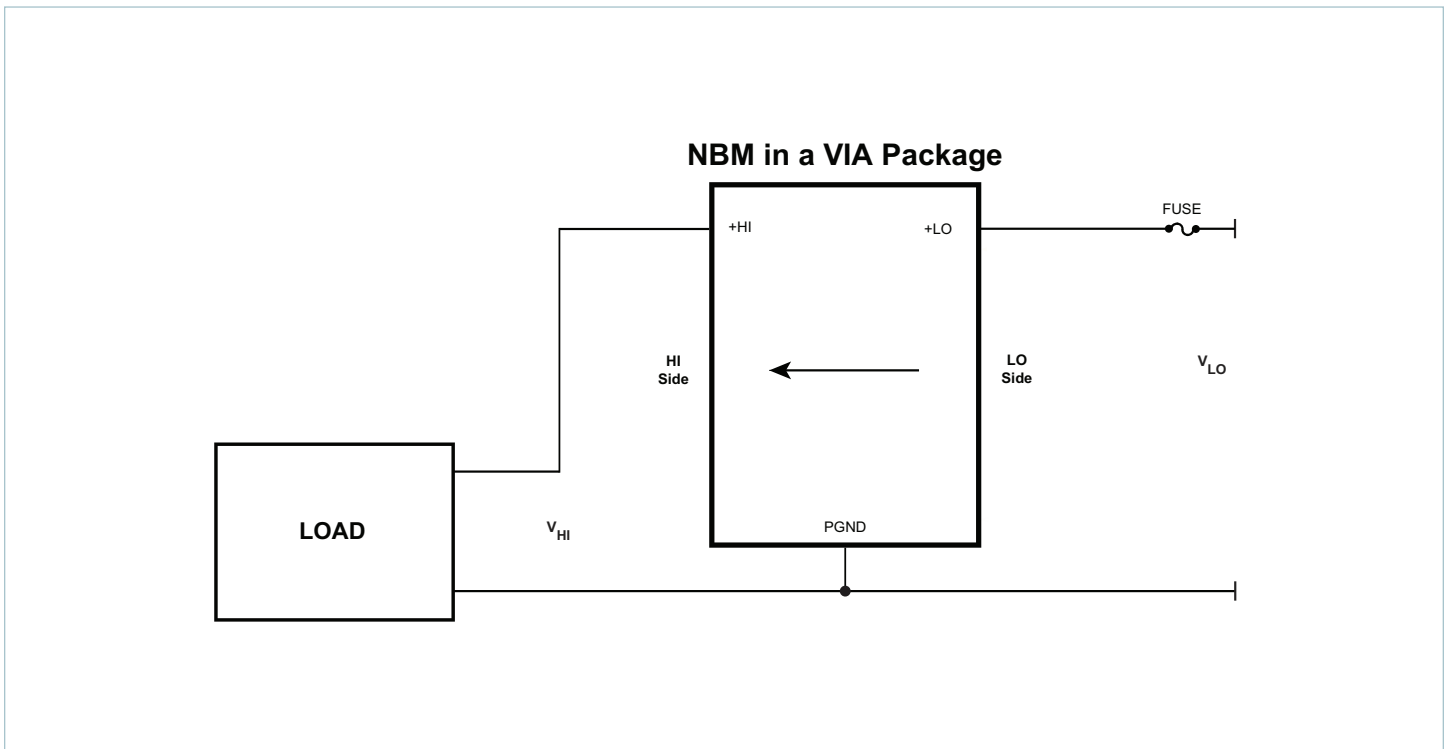 NBM in a VIA Package
FUSE
+HI
+LO
HI
Side
LO
Side
VLO
LOAD
VHI
PGND